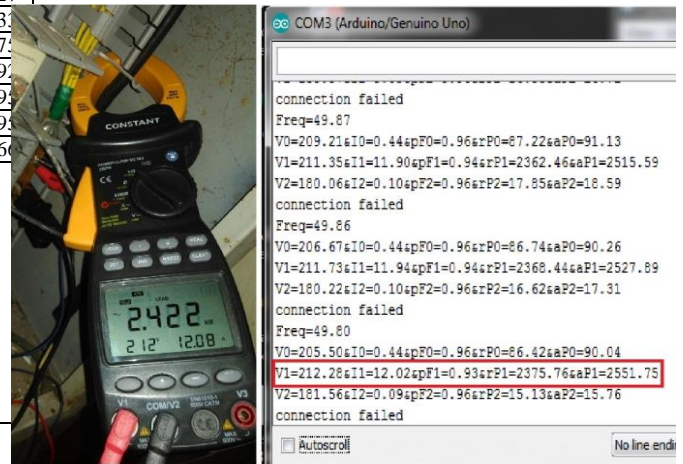 CONSTANT
CE
LEAD
2.422 kW
212 V 12.08 A
V1 COM/V2 V3
COM3 (Arduino/Genuino Uno)
connection failed
Freq=49.87
V0=209.21&I0=0.44&pF0=0.96&rP0=87.22&aP0=91.13
V1=211.35&I1=11.90&pF1=0.94&rP1=2362.46&aP1=2515.59
V2=180.06&I2=0.10&pF2=0.96&rP2=17.85&aP2=18.59
connection failed
Freq=49.86
V0=206.67&I0=0.44&pF0=0.96&rP0=86.74&aP0=90.26
V1=211.73&I1=11.94&pF1=0.94&rP1=2368.44&aP1=2527.89
V2=180.22&I2=0.10&pF2=0.96&rP2=16.62&aP2=17.31
connection failed
Freq=49.80
V0=205.50&I0=0.44&pF0=0.96&rP0=86.42&aP0=90.04
V1=212.28&I1=12.02&pF1=0.93&rP1=2375.76&aP1=2551.75
V2=181.56&I2=0.09&pF2=0.96&rP2=15.13&aP2=15.76
connection failed
Autoscroll
No line endin